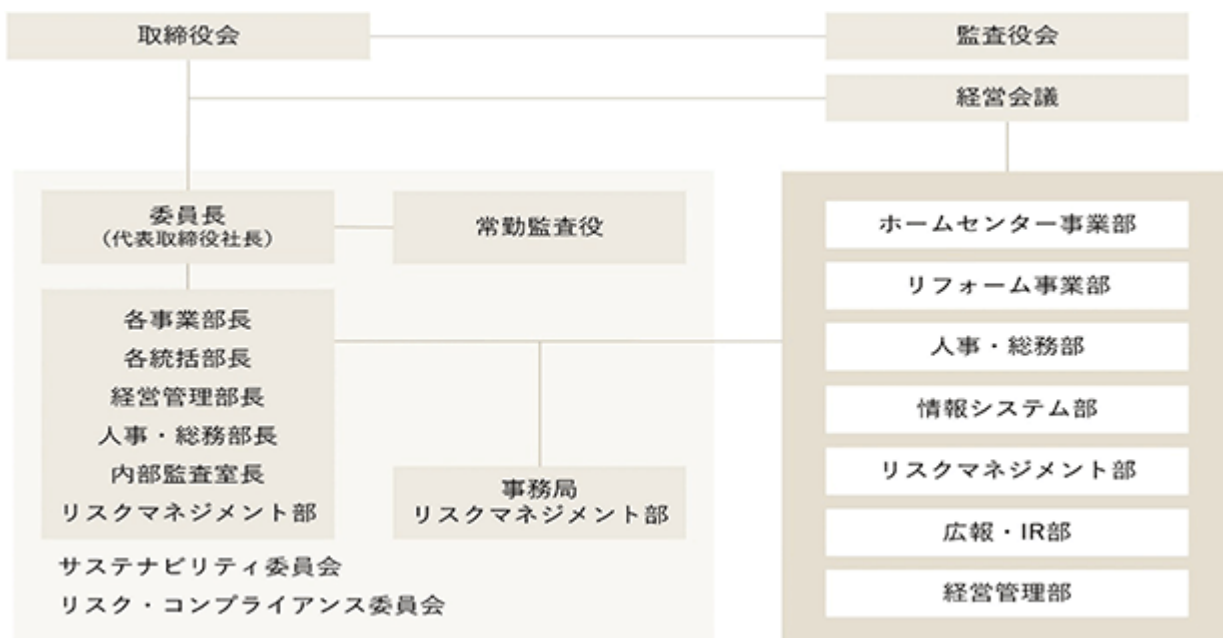 取締役会
監査役会
経営会議
委員長
（代表取締役社長）
常勤監査役
各事業部長
各統括部長
経営管理部長
人事・総務部長
内部監査室長
リスクマネジメント部
事務局
リスクマネジメント部
サステナビリティ委員会
リスク・コンプライアンス委員会
ホームセンター事業部
リフォーム事業部
人事・総務部
情報システム部
リスクマネジメント部
広報・IR部
経営管理部